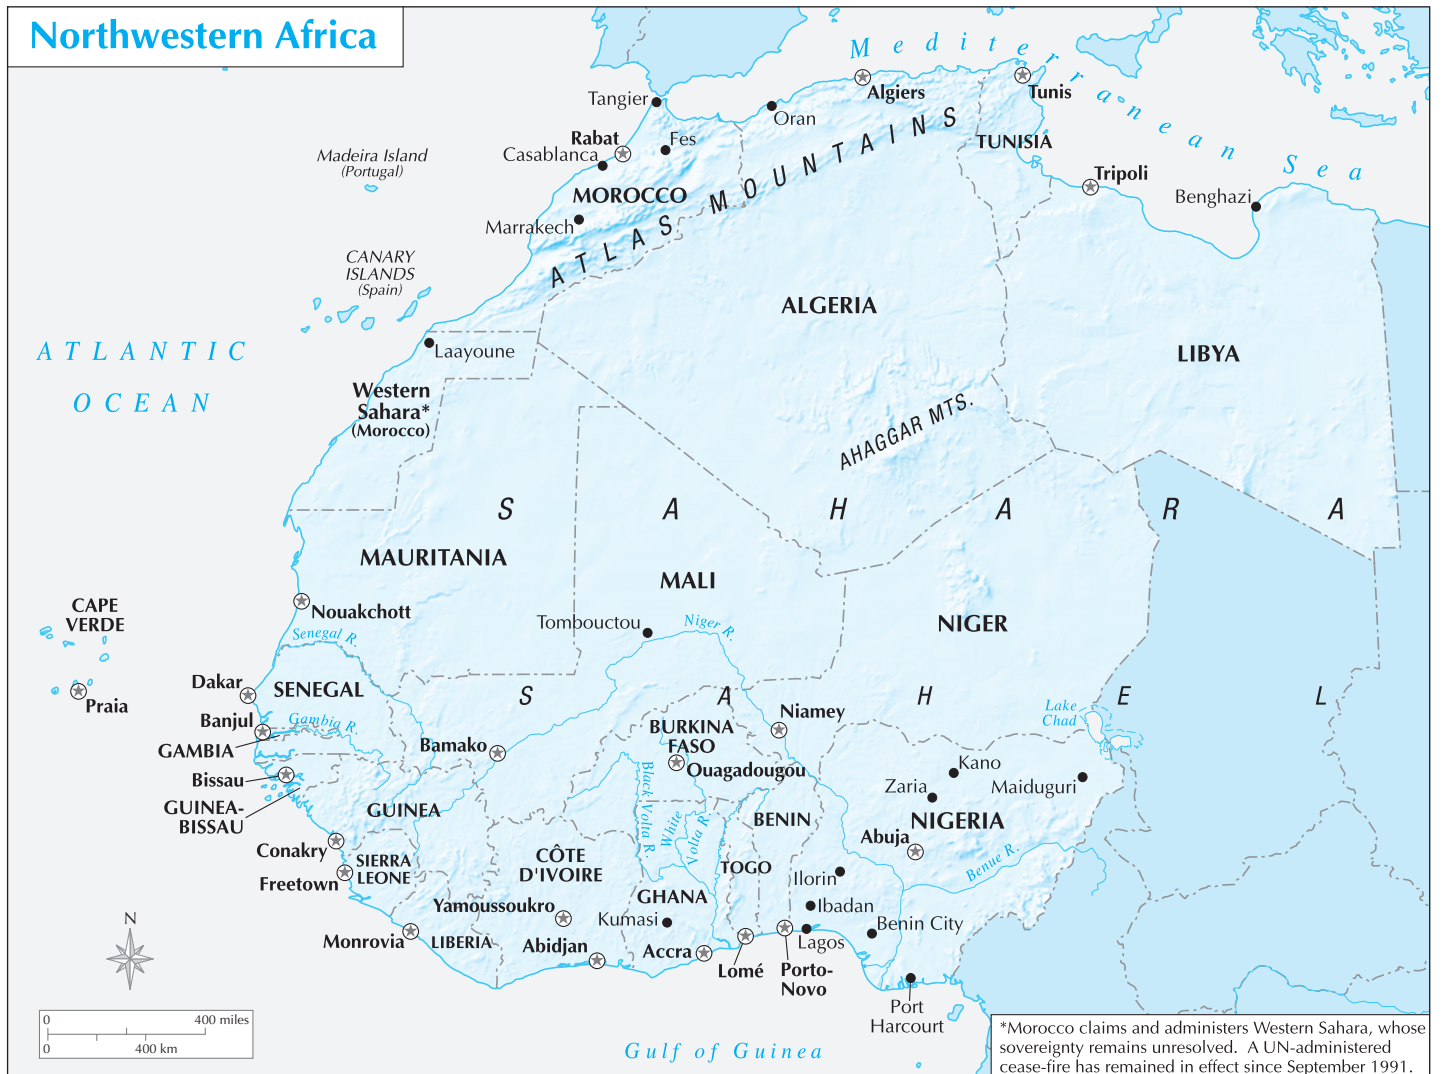 Northwestern Africa
Mediterranean Sea
Algiers
Tunis
Tangier
Oran
Rabat
Fes
TUNISIA
Casablanca
Madeira Island
(Portugal)
Tripoli
MOROCCO
Benghazi
ATLAS MOUNTAINS
Marrakech
CANARY
ISLANDS
(Spain)
ALGERIA
ATLANTIC
OCEAN
Laayoune
LIBYA
Western
Sahara*
(Morocco)
AHAGGAR MTS.
SAHARA
MAURITANIA
MALI
CAPE
VERDE
Nouakchott
Tombouctou
Niger R.
NIGER
Senegal R.
Dakar
SENEGAL
SAHEL
Praia
Banjul
Gambia R.
GAMBIA
Bamako
BURKINA
FASO
Niamey
Lake
Chad
Bissau
Ouagadougou
Kano
Zaria
Maiduguri
GUINEA-
BISSAU
GUINEA
Black Volta R.
White
Volta R.
BENIN
NIGERIA
Abuja
Conakry
SIERRA
LEONE
CÔTE
D'IVOIRE
TOGO
Benue R.
Freetown
Ilorin
GHANA
Yamoussoukro
Kumasi
Ibadan
Benin City
N
Monrovia
LIBERIA
Abidjan
Accra
Lomé
Porto-
Novo
Lagos
Port
Harcourt
0 400 miles
0 400 km
Gulf of Guinea
*Morocco claims and administers Western Sahara, whose
sovereignty remains unresolved. A UN-administered
cease-fire has remained in effect since September 1991.